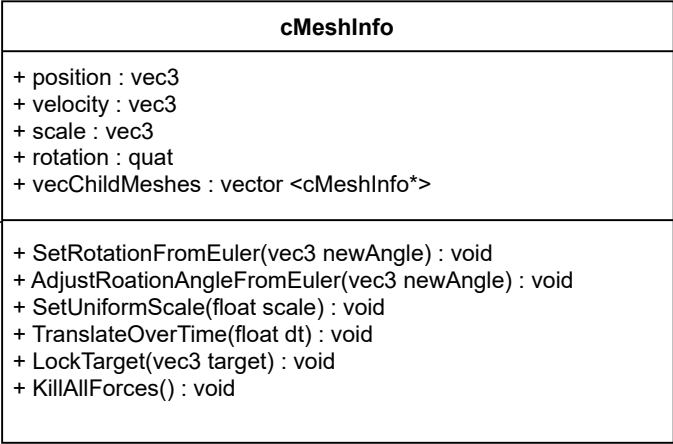 cMeshInfo
+ position : vec3
+ velocity : vec3
+ scale : vec3
+ rotation : quat
+ vecChildMeshes : vector <cMeshInfo*>
+ SetRotationFromEuler(vec3 newAngle) : void
+ AdjustRoationAngleFromEuler(vec3 newAngle) : void
+ SetUniformScale(float scale) : void
+ TranslateOverTime(float dt) : void
+ LockTarget(vec3 target) : void
+ KillAllForces() : void